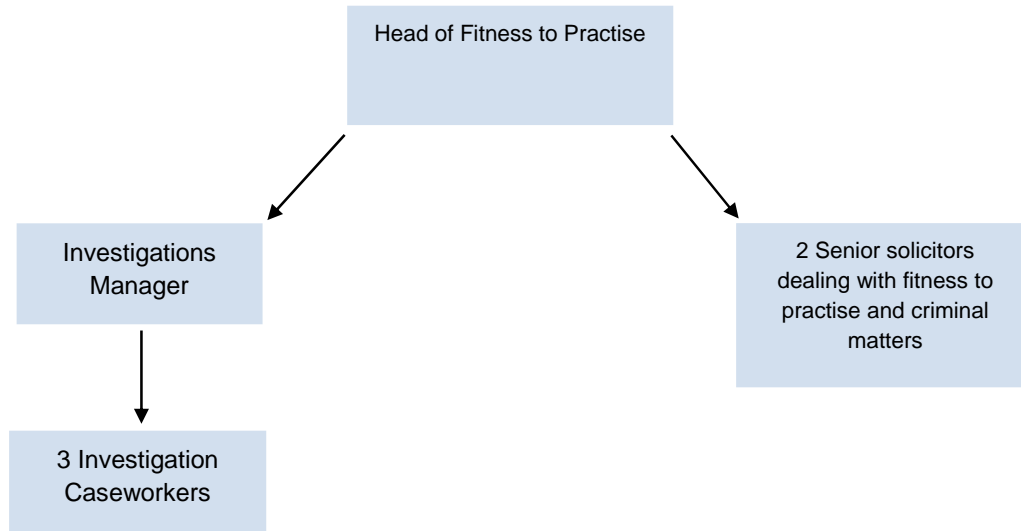 Head of Fitness to Practise
Investigations
Manager
2 Senior solicitors
dealing with fitness to
practise and criminal
matters
3 Investigation
Caseworkers